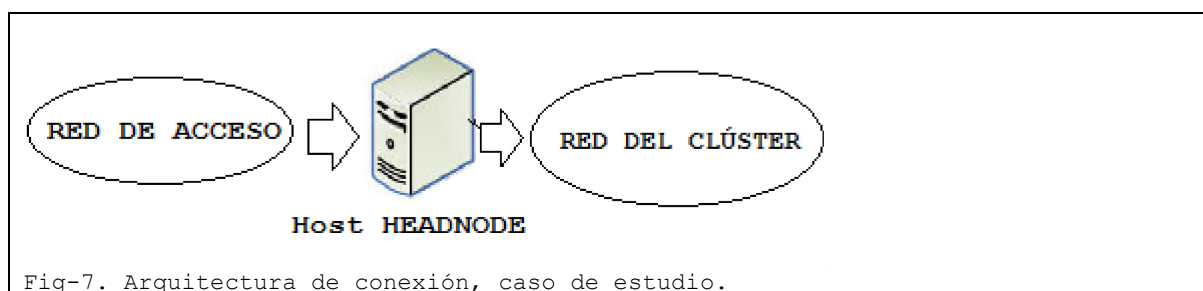 RED DE ACCESO
RED DEL CLÚSTER
Host HEADNODE
Fig-7. Arquitectura de conexión, caso de estudio.